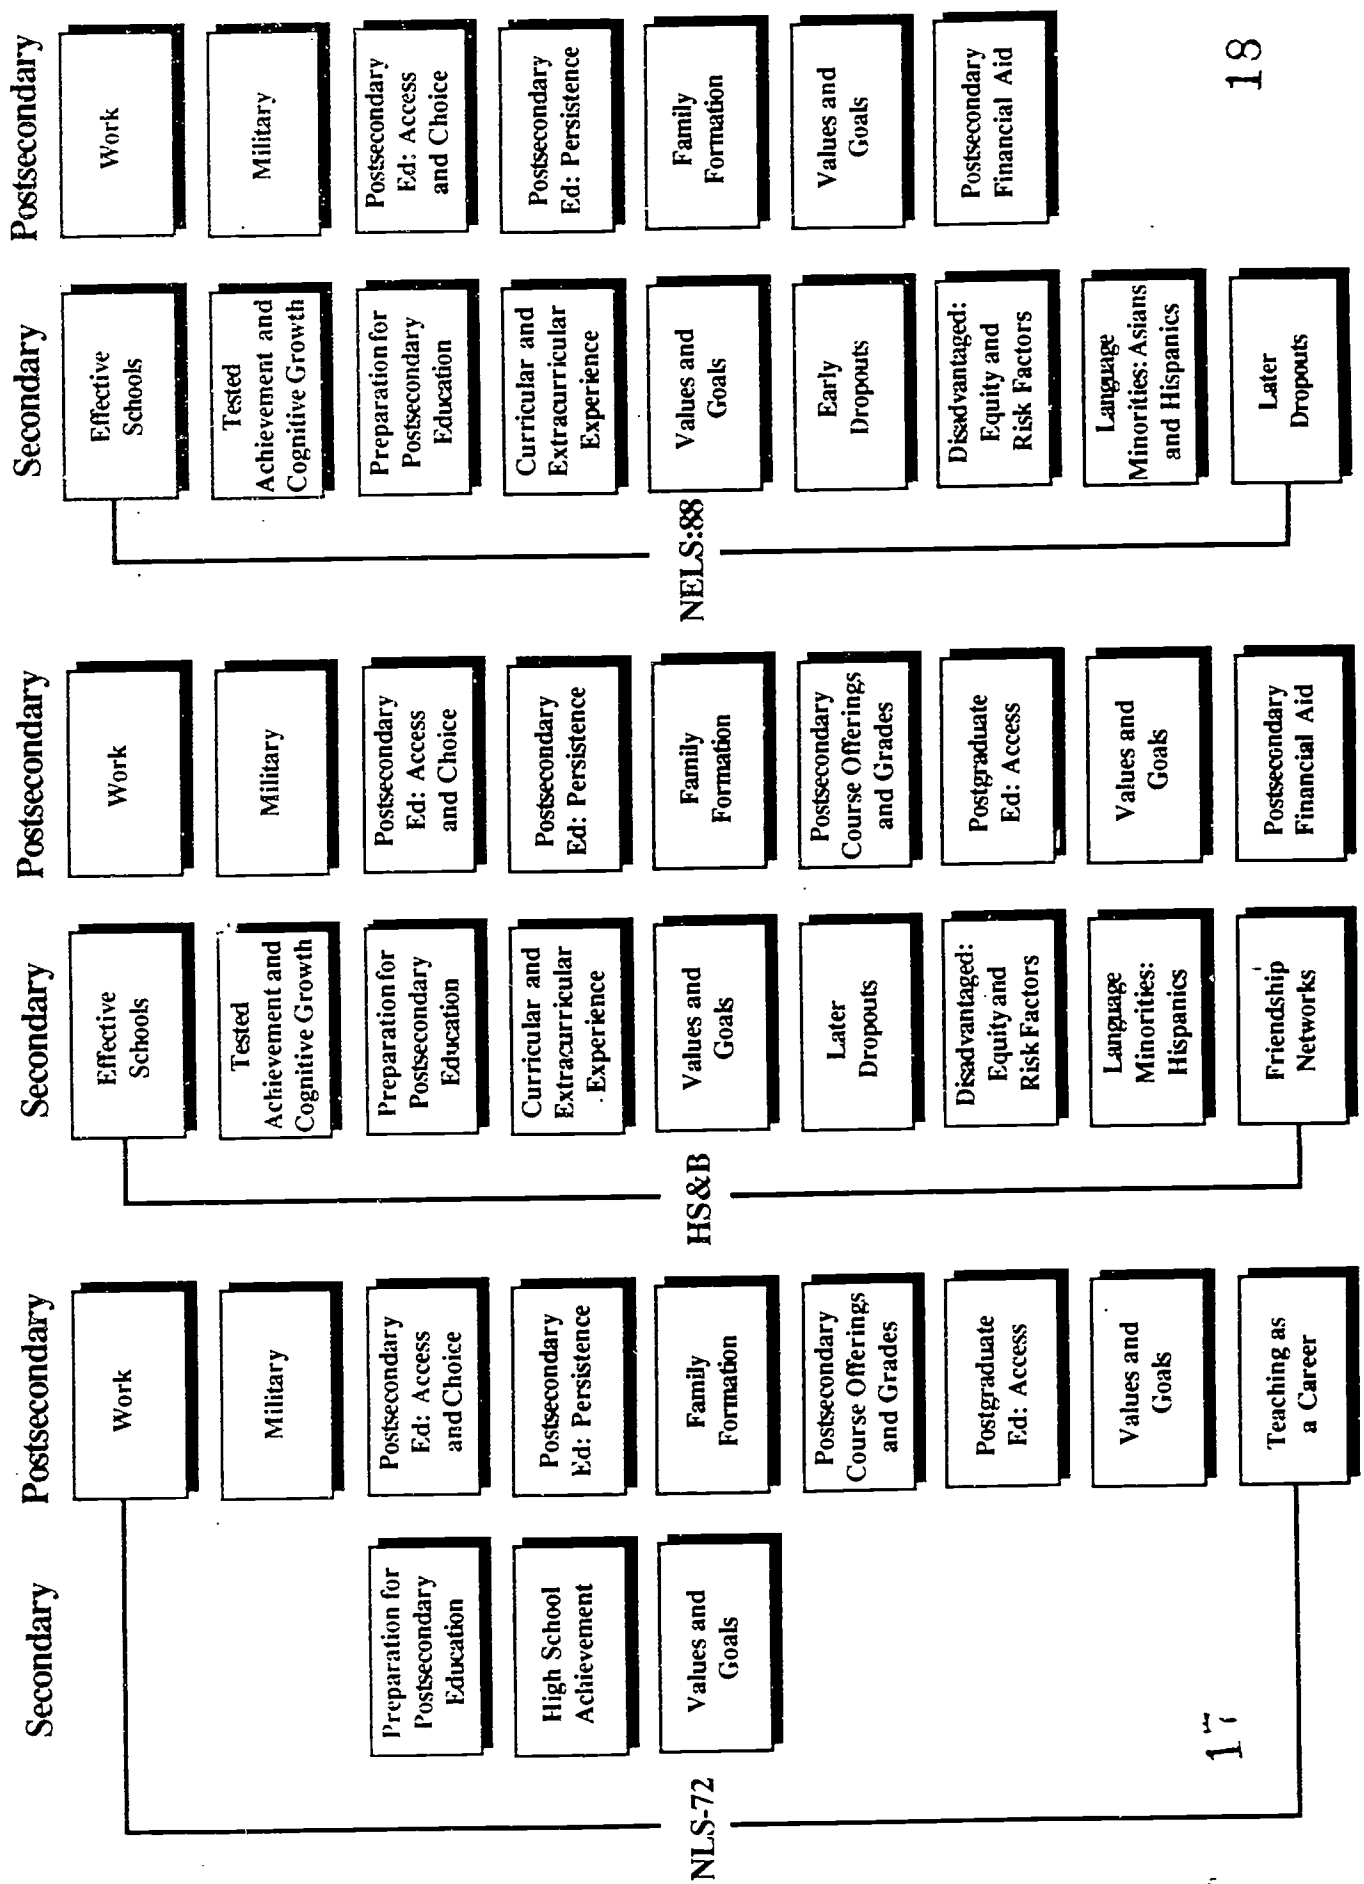 NLS-72
Secondary
Preparation for
Postsecondary
Education
High School
Achievement
Values and
Goals
Postsecondary
Work
Military
Postsecondary
Ed: Access
and Choice
Postsecondary
Ed: Persistence
Family
Formation
Postsecondary
Course Offerings
and Grades
Postgraduate
Ed: Access
Values and
Goals
Teaching as
a Career
HS&B
Secondary
Effective
Schools
Tested
Achievement and
Cognitive Growth
Preparation for
Postsecondary
Education
Curricular and
Extracurricular
Experience
Values and
Goals
Later
Dropouts
Disadvantaged:
Equity and
Risk Factors
Language
Minorities:
Hispanics
Friendship
Networks
Postsecondary
Work
Military
Postsecondary
Ed: Access
and Choice
Postsecondary
Ed: Persistence
Family
Formation
Postsecondary
Course Offerings
and Grades
Postgraduate
Ed: Access
Values and
Goals
Postsecondary
Financial Aid
NELS:88
Secondary
Effective
Schools
Tested
Achievement and
Cognitive Growth
Preparation for
Postsecondary
Education
Curricular and
Extracurricular
Experience
Values and
Goals
Early
Dropouts
Disadvantaged:
Equity and
Risk Factors
Language
Minorities: Asians
and Hispanics
Later
Dropouts
Postsecondary
Work
Military
Postsecondary
Ed: Access
and Choice
Postsecondary
Ed: Persistence
Family
Formation
Values and
Goals
Postsecondary
Financial Aid
17
18